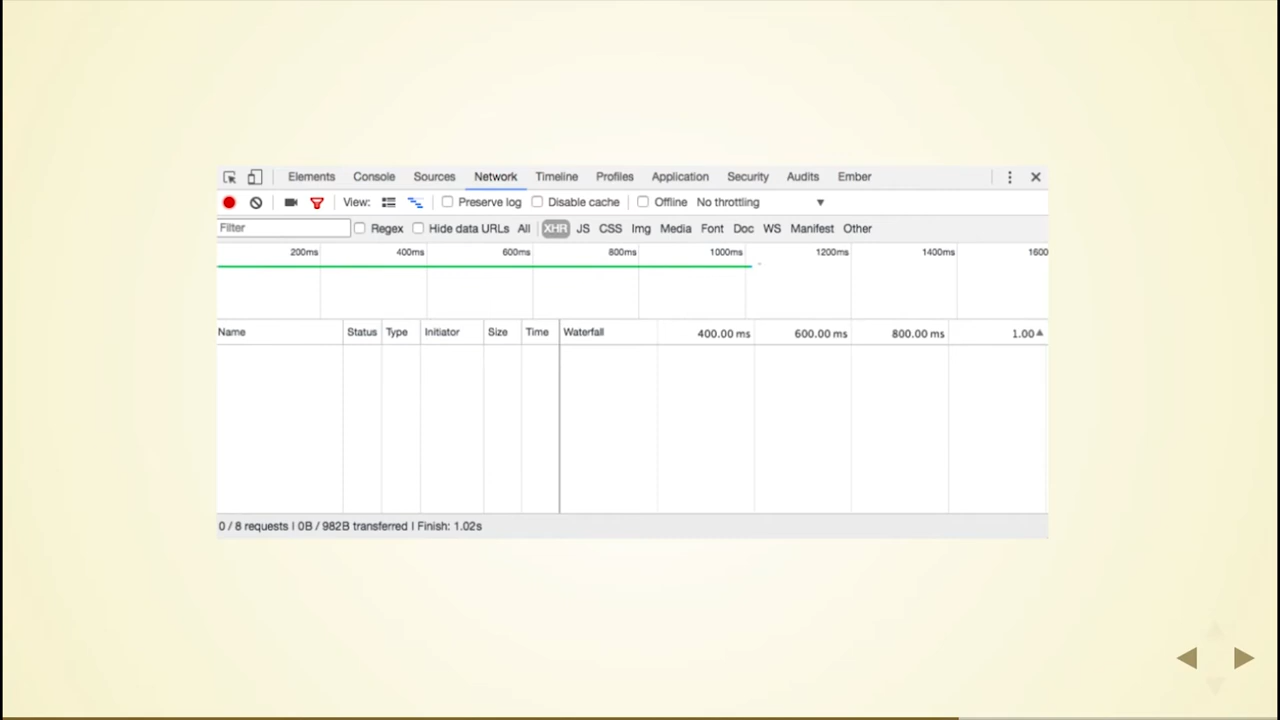 Elements Console Sources Network Timeline Profiles Application Security Audits Ember
View: Preserve log Disable cache Offline No throttling
Filter Regex Hide data URLs All XHR JS CSS Img Media Font Doc WS Manifest Other
200ms 400ms 600ms 800ms 1000ms 1200ms 1400ms 1600
Name Status Type Initiator Size Time Waterfall 400.00 ms 600.00 ms 800.00 ms 1.00
0 / 8 requests | 0B / 982B transferred | Finish: 1.02s